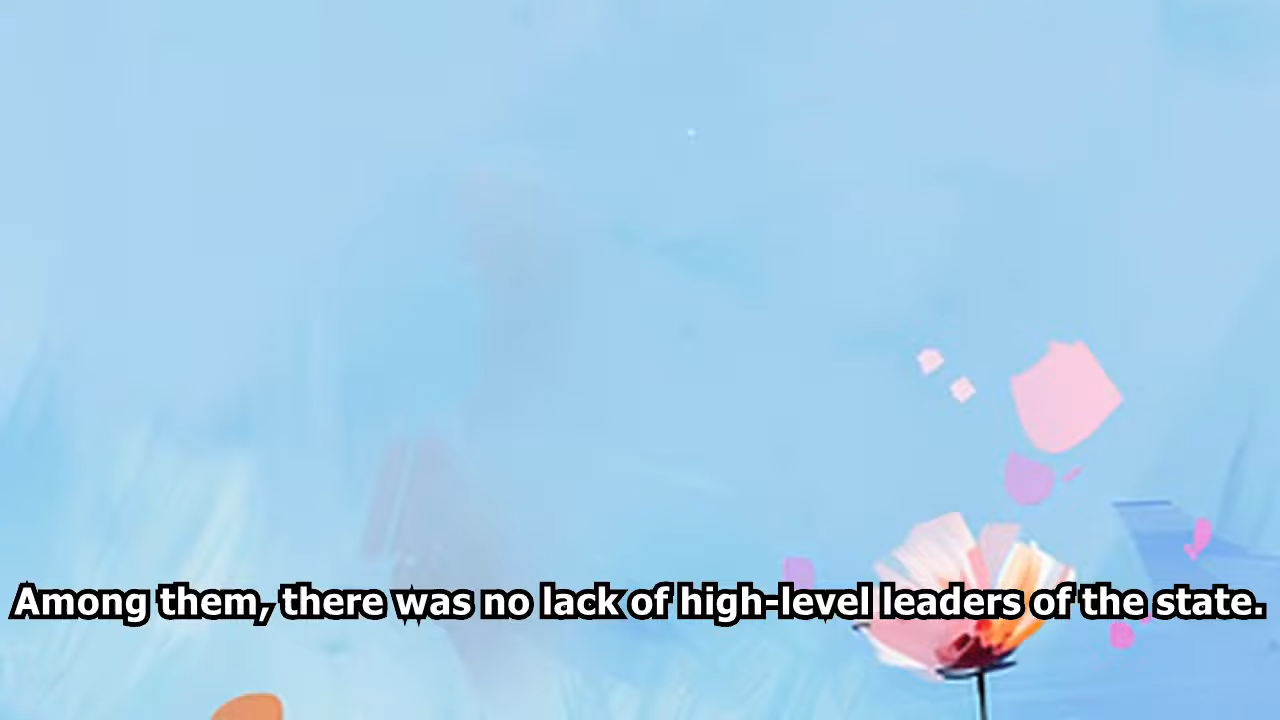 Among them, there was no lack of high-level leaders of the state.